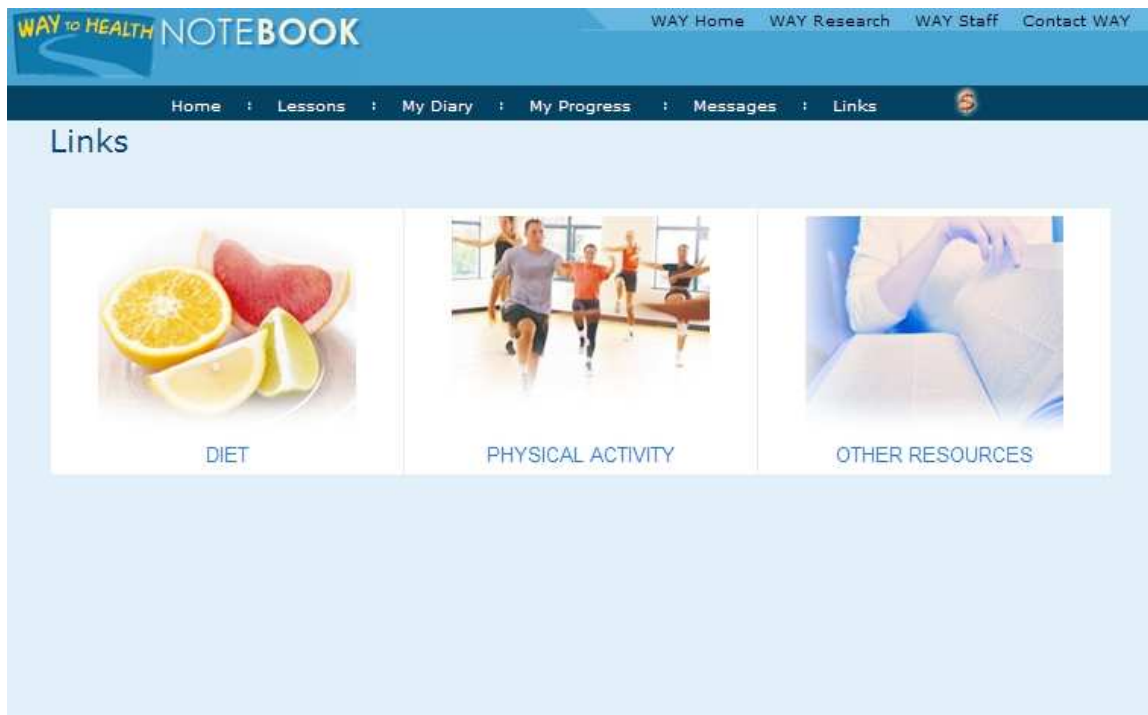 WAY to HEALTH NOTEBOOK
WAY Home WAY Research WAY Staff Contact WAY
Home : Lessons : My Diary : My Progress : Messages : Links $
Links
DIET PHYSICAL ACTIVITY OTHER RESOURCES